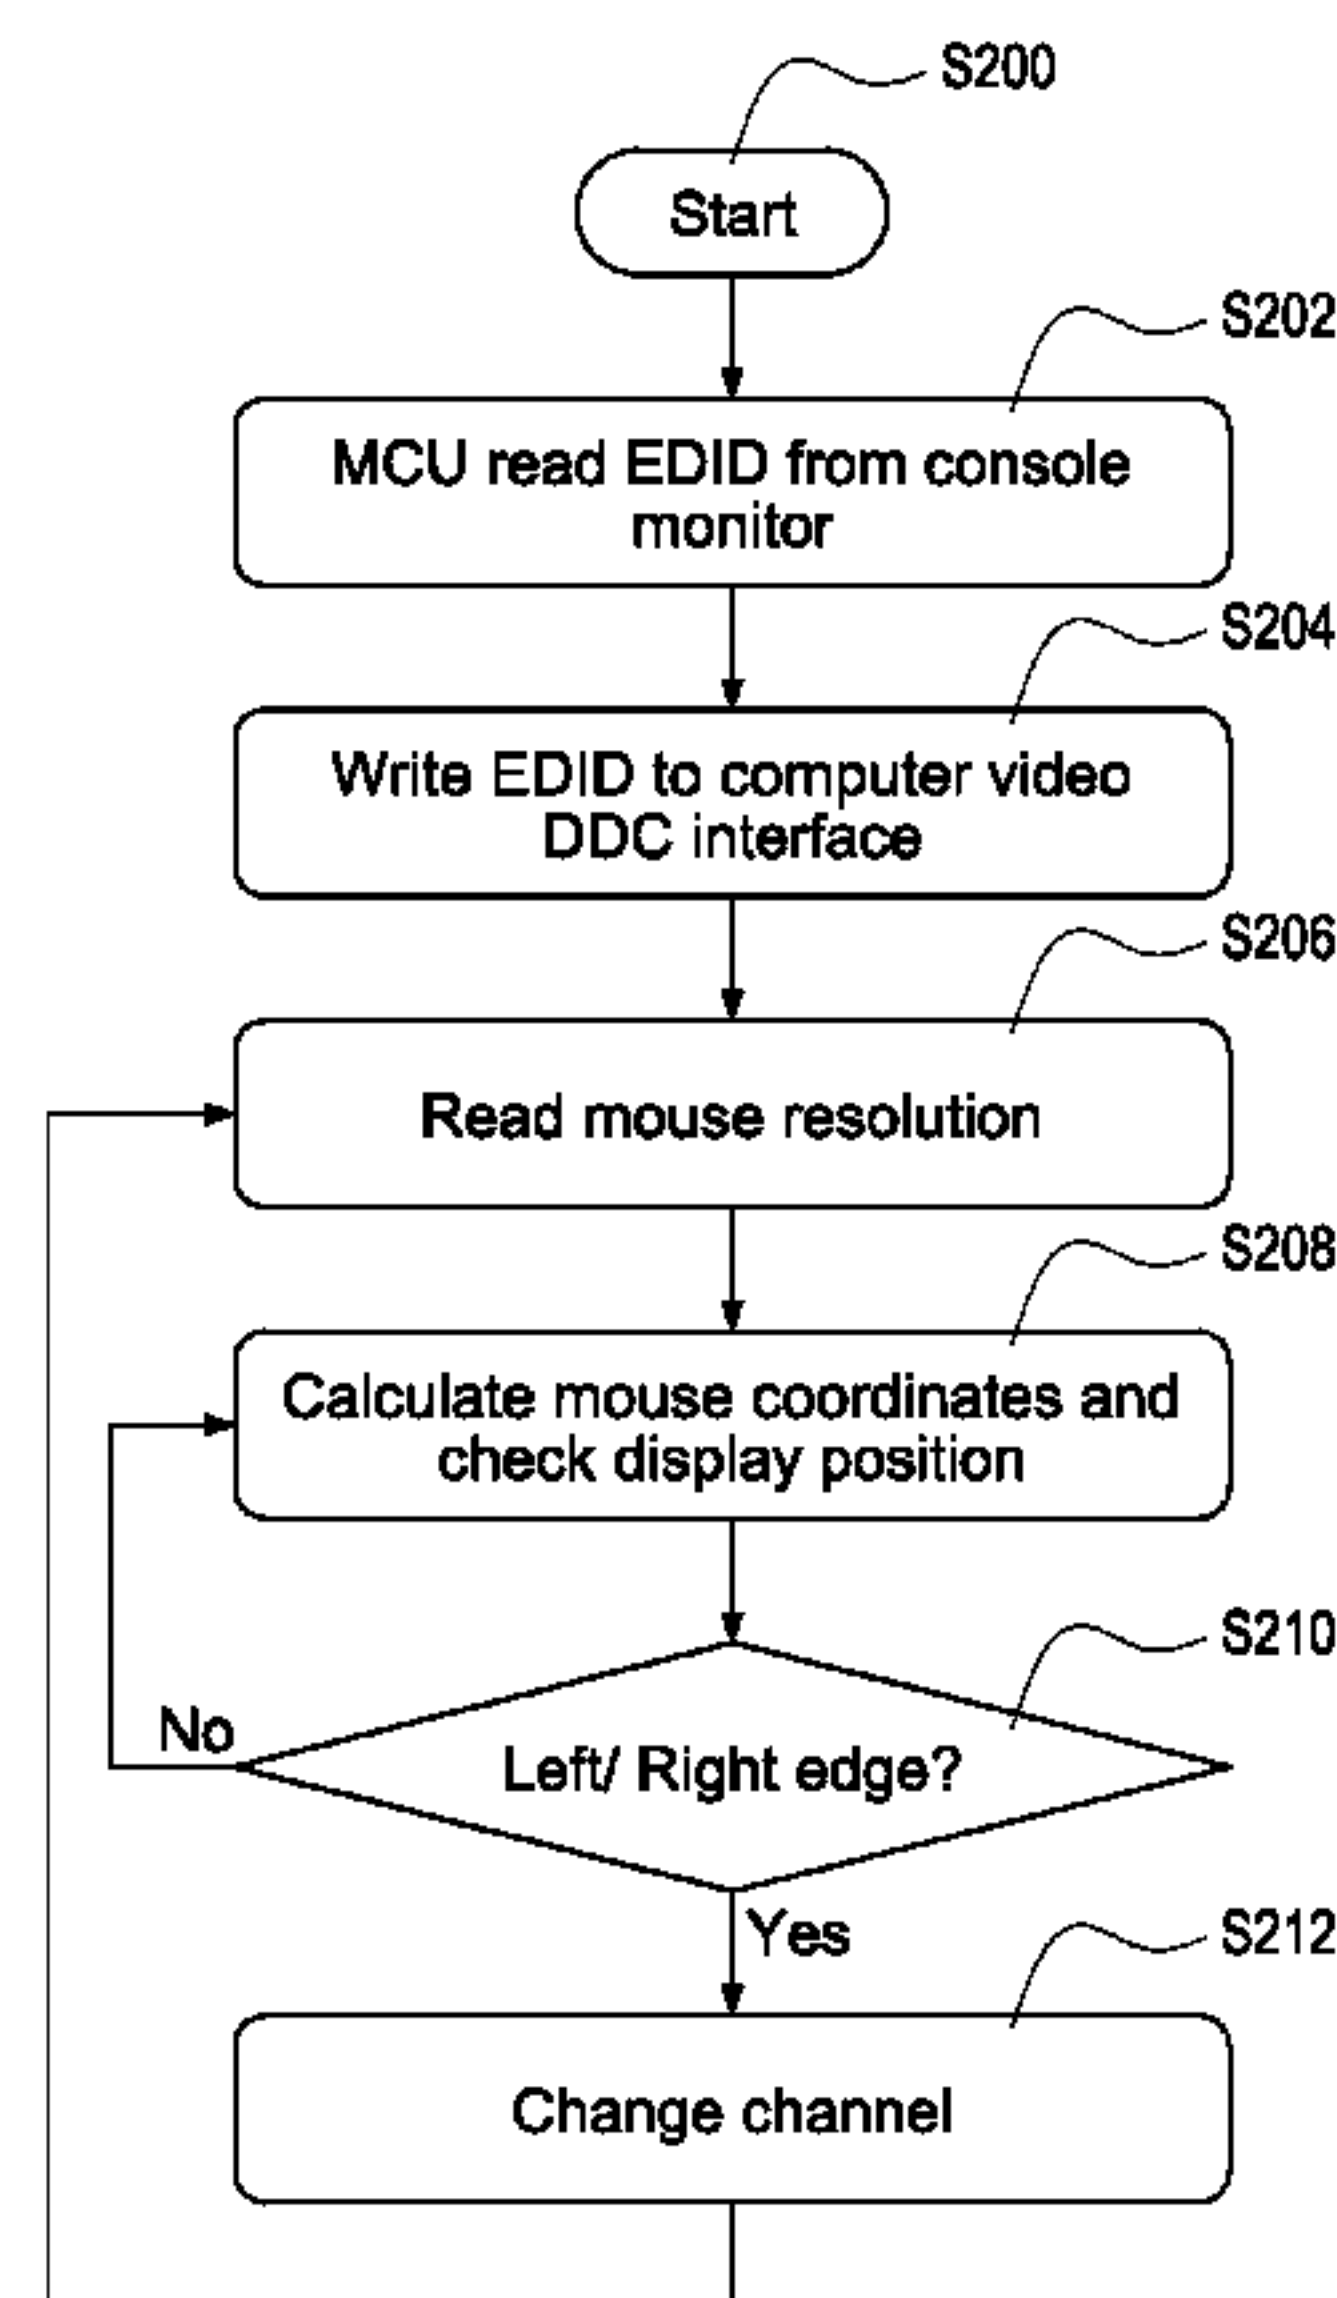 S200
Start
S202
MCU read EDID from console
monitor
S204
Write EDID to computer video
DDC interface
S206
Read mouse resolution
S208
Calculate mouse coordinates and
check display position
S210
No
Left/ Right edge?
Yes
S212
Change channel